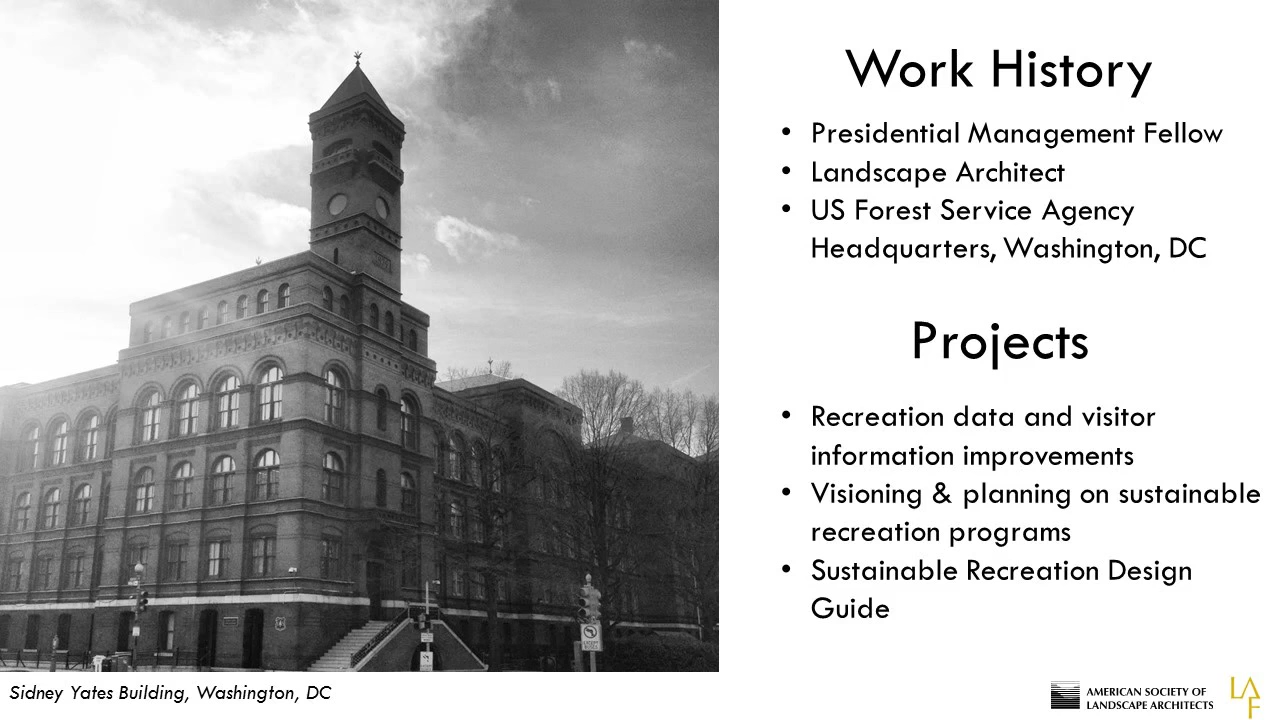 Work History
• Presidential Management Fellow
• Landscape Architect
• US Forest Service Agency
Headquarters, Washington, DC
Projects
• Recreation data and visitor
information improvements
• Visioning & planning on sustainable
recreation programs
• Sustainable Recreation Design
Guide
Sidney Yates Building, Washington, DC
AMERICAN SOCIETY OF
LANDSCAPE ARCHITECTS
LA
F